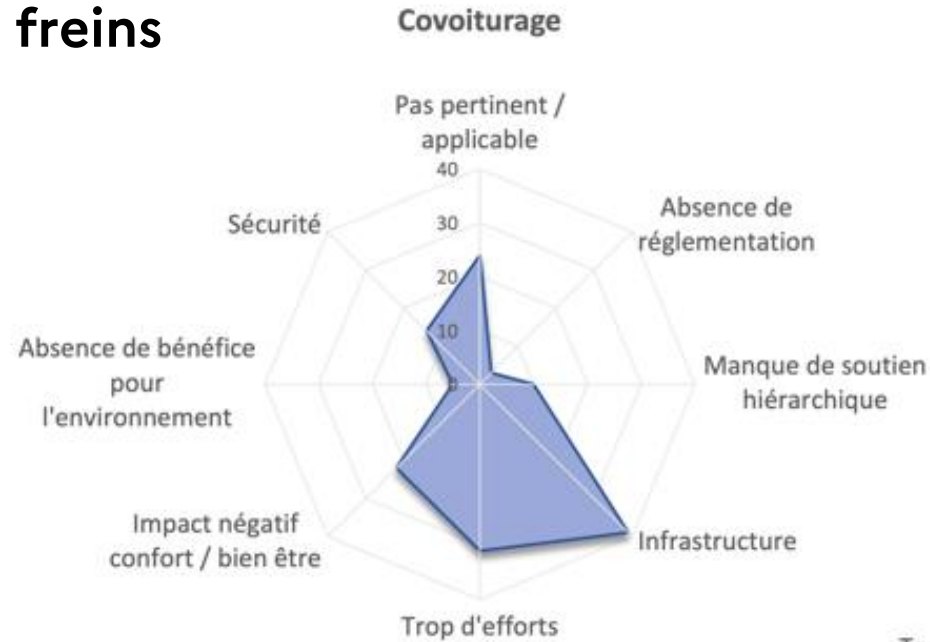 freins
Covoiturage
Pas pertinent /
applicable
40
30
20
10
0
Absence de
réglementation
Manque de soutien
hiérarchique
Infrastructure
Trop d'efforts
Impact négatif
confort / bien être
Absence de bénéfice
pour
l'environnement
Sécurité